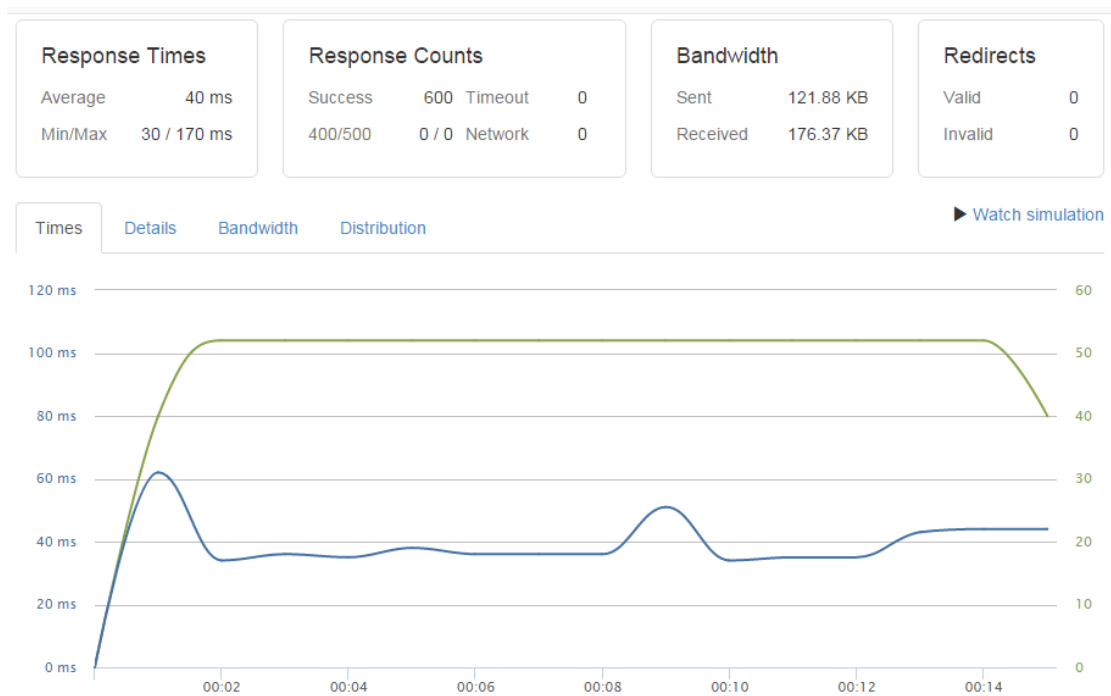 Response Times
Average 40 ms
Min/Max 30 / 170 ms
Response Counts
Success 600 Timeout 0
400/500 0 / 0 Network 0
Bandwidth
Sent 121.88 KB
Received 176.37 KB
Redirects
Valid 0
Invalid 0
Times Details Bandwidth Distribution ▶ Watch simulation
120 ms 60
100 ms 50
80 ms 40
60 ms 30
40 ms 20
20 ms 10
0 ms 0
00:02 00:04 00:06 00:08 00:10 00:12 00:14